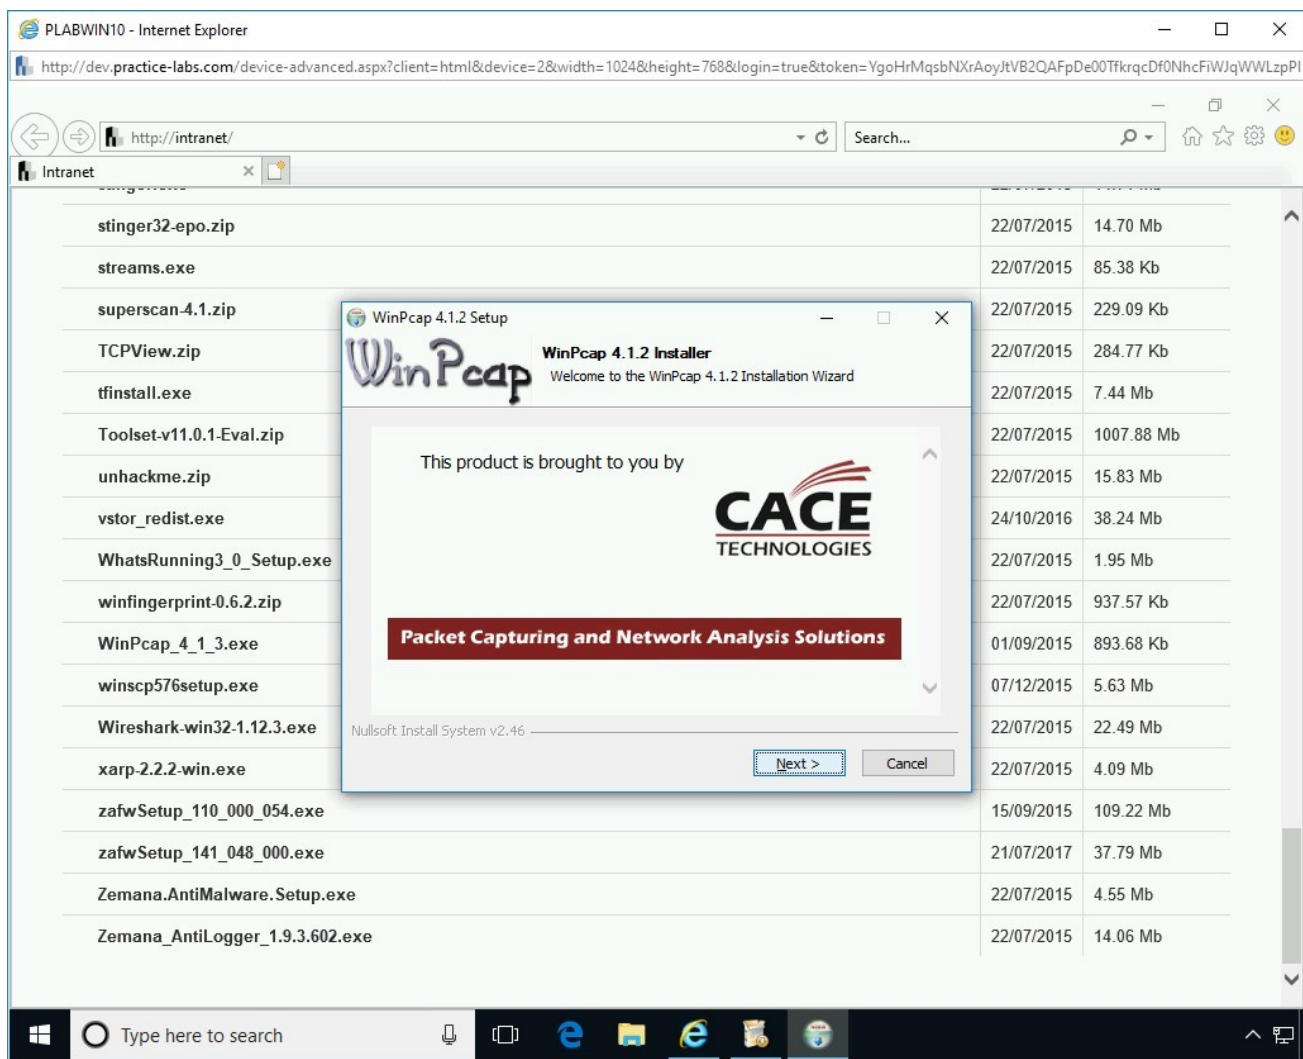 PLABWIN10 - Internet Explorer
http://dev.practice-labs.com/device-advanced.aspx?client=html&device=2&width=1024&height=768&login=true&token=YgoHrMqsbNXrAoyJtVB2QAFpDe00TfkrqcDf0NhcFiWJqWWLzpPI
http://intranet/
Search...
Intranet
stinger32-epo.zip 22/07/2015 14.70 Mb
streams.exe 22/07/2015 85.38 Kb
superscan-4.1.zip 22/07/2015 229.09 Kb
TCPView.zip 22/07/2015 284.77 Kb
tfinstall.exe 22/07/2015 7.44 Mb
Toolset-v11.0.1-Eval.zip 22/07/2015 1007.88 Mb
unhackme.zip 22/07/2015 15.83 Mb
vstor_redist.exe 24/10/2016 38.24 Mb
WhatsRunning3_0_Setup.exe 22/07/2015 1.95 Mb
winfingerprint-0.6.2.zip 22/07/2015 937.57 Kb
WinPcap_4_1_3.exe 01/09/2015 893.68 Kb
winscp576setup.exe 07/12/2015 5.63 Mb
Wireshark-win32-1.12.3.exe 22/07/2015 22.49 Mb
xarp-2.2.2-win.exe 22/07/2015 4.09 Mb
zafwSetup_110_000_054.exe 15/09/2015 109.22 Mb
zafwSetup_141_048_000.exe 21/07/2017 37.79 Mb
Zemana.AntiMalware.Setup.exe 22/07/2015 4.55 Mb
Zemana_AntiLogger_1.9.3.602.exe 22/07/2015 14.06 Mb
WinPcap 4.1.2 Setup
WinPcap
WinPcap 4.1.2 Installer
Welcome to the WinPcap 4.1.2 Installation Wizard
This product is brought to you by
CACE
TECHNOLOGIES
Packet Capturing and Network Analysis Solutions
Nullsoft Install System v2.46
Next >
Cancel
Type here to search